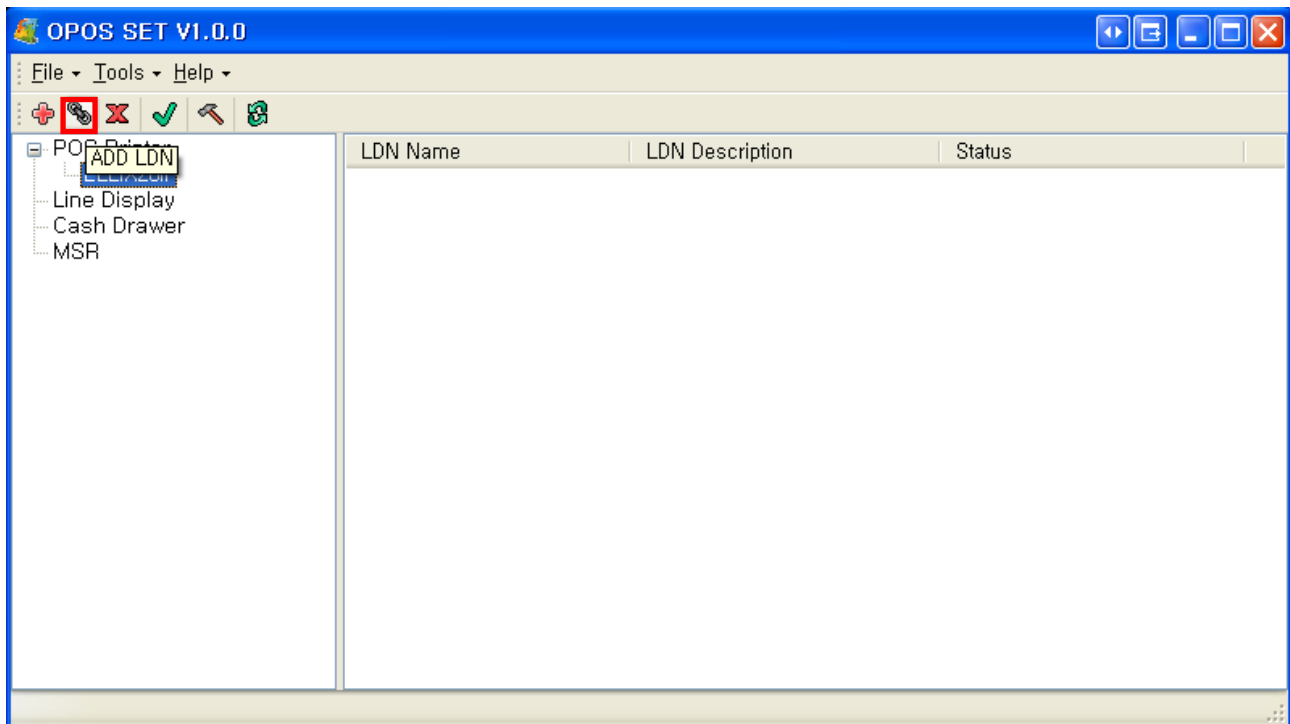 OPOS SET V1.0.0
File Tools Help
ADD LDN
Line Display
Cash Drawer
MSR
LDN Name LDN Description Status